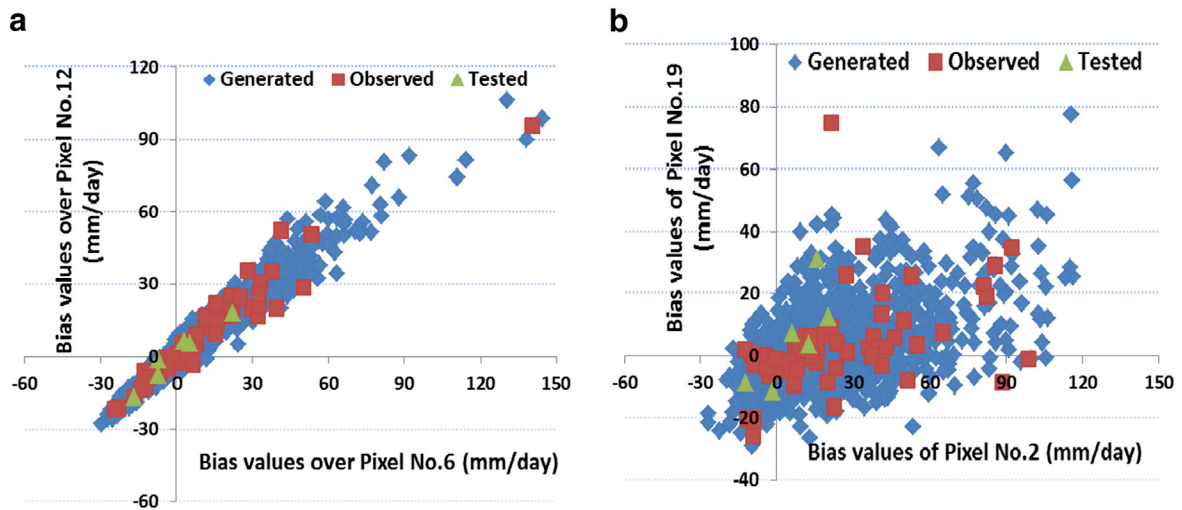 a
Bias values over Pixel No.12
(mm/day)
120
90
60
30
0
-30
-60
Generated
Observed
Tested
-60
-30
0
30
60
90
120
150
Bias values over Pixel No.6 (mm/day)
b
Bias values of Pixel No.19
(mm/day)
100
80
60
40
20
0
-20
-40
Generated
Observed
Tested
-60
-30
0
30
60
90
120
150
Bias values of Pixel No.2 (mm/day)